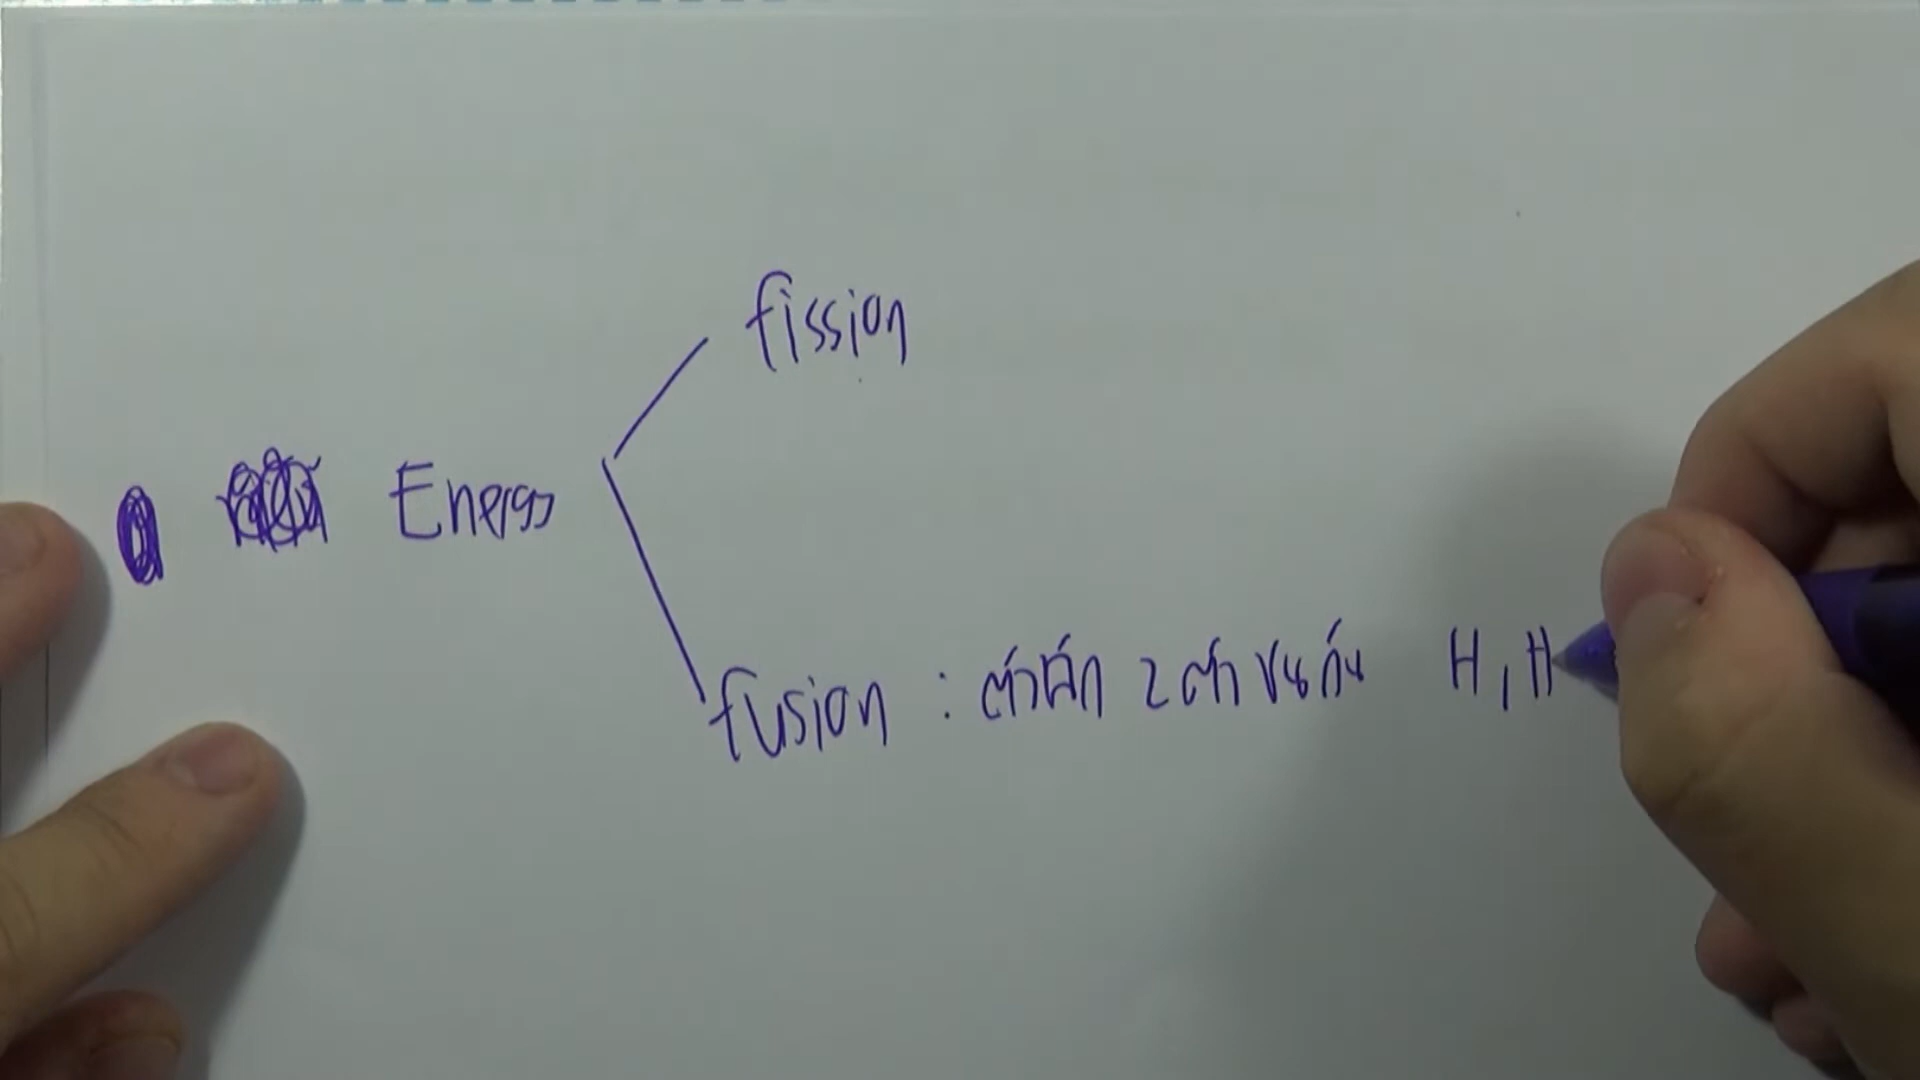 fission
Energy
fusion : ตัวเล็ก 2 ตัว ชนกัน H, H